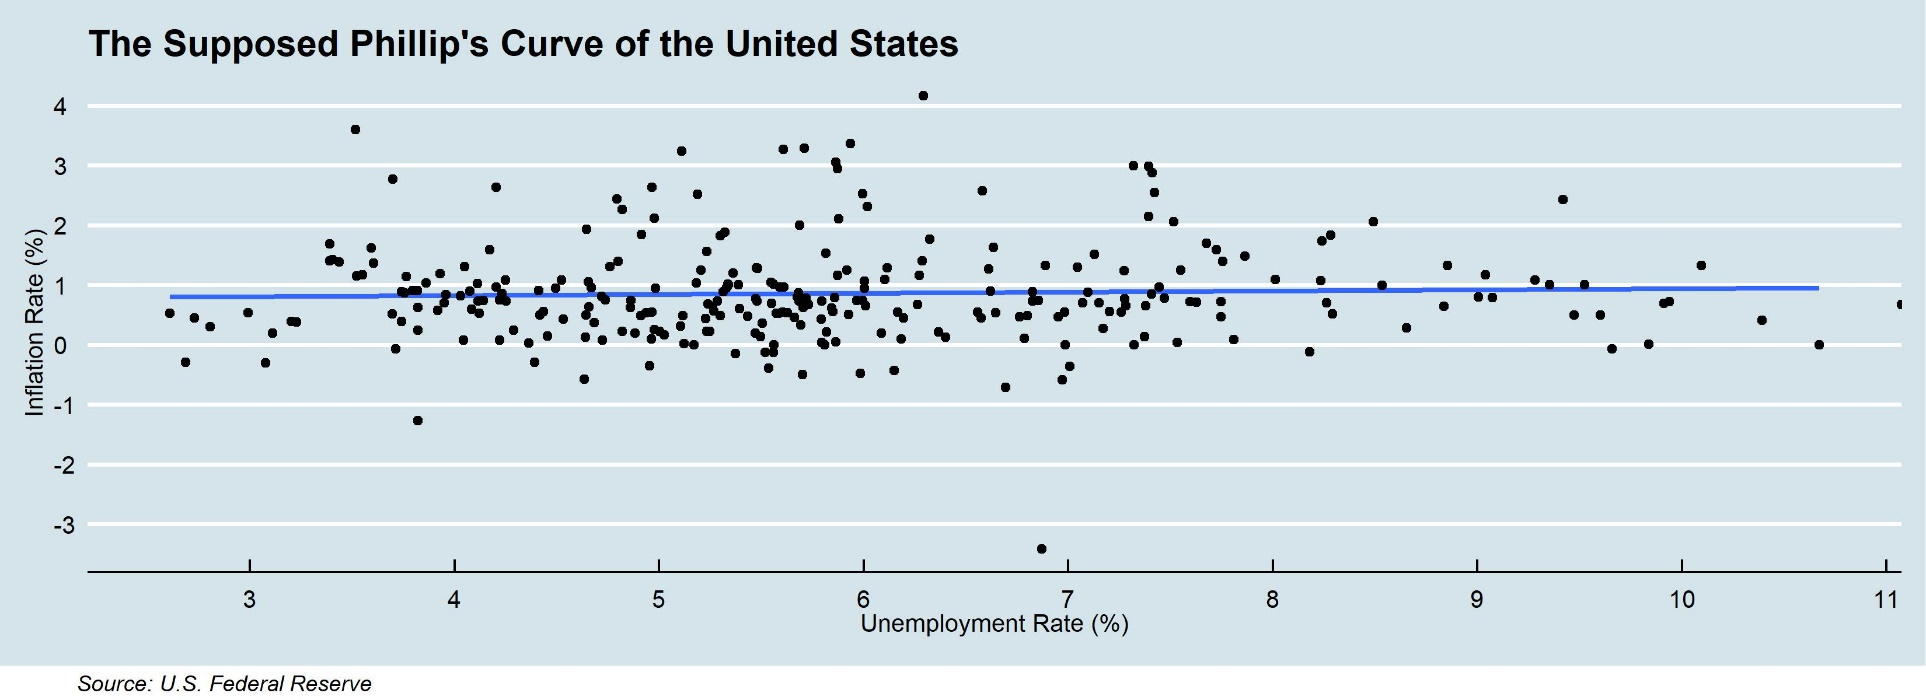 The Supposed Phillip's Curve of the United States
Inflation Rate (%)
4
3
2
1
0
-1
-2
-3
3 4 5 6 7 8 9 10 11
Unemployment Rate (%)
Source: U.S. Federal Reserve